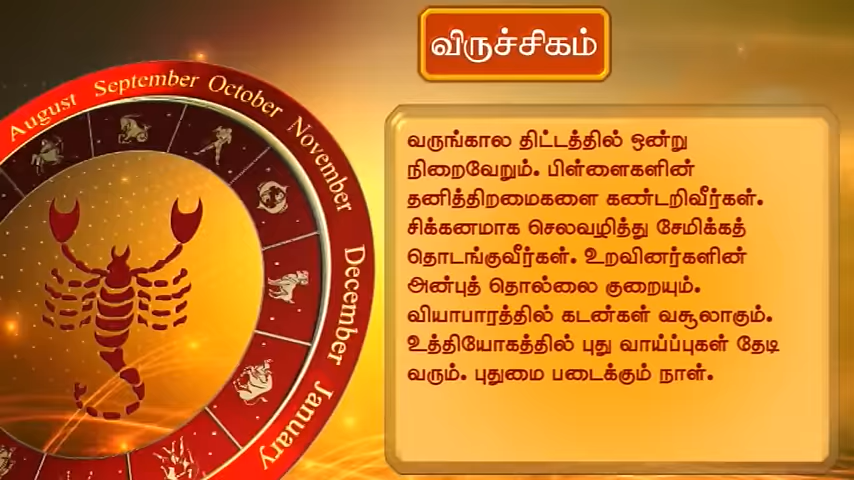 விருச்சிகம்
August September October November December January
வருங்கால திட்டத்தில் ஒன்று
நிறைவேறும். பிள்ளைகளின்
தனித்திறமைகளை கண்டறிவீர்கள்.
சிக்கனமாக செலவழித்து சேமிக்கத்
தொடங்குவீர்கள். உறவினர்களின்
அன்புத் தொல்லை குறையும்.
வியாபாரத்தில் கடன்கள் வசூலாகும்.
உத்தியோகத்தில் புது வாய்ப்புகள் தேடி
வரும். புதுமை படைக்கும் நாள்.